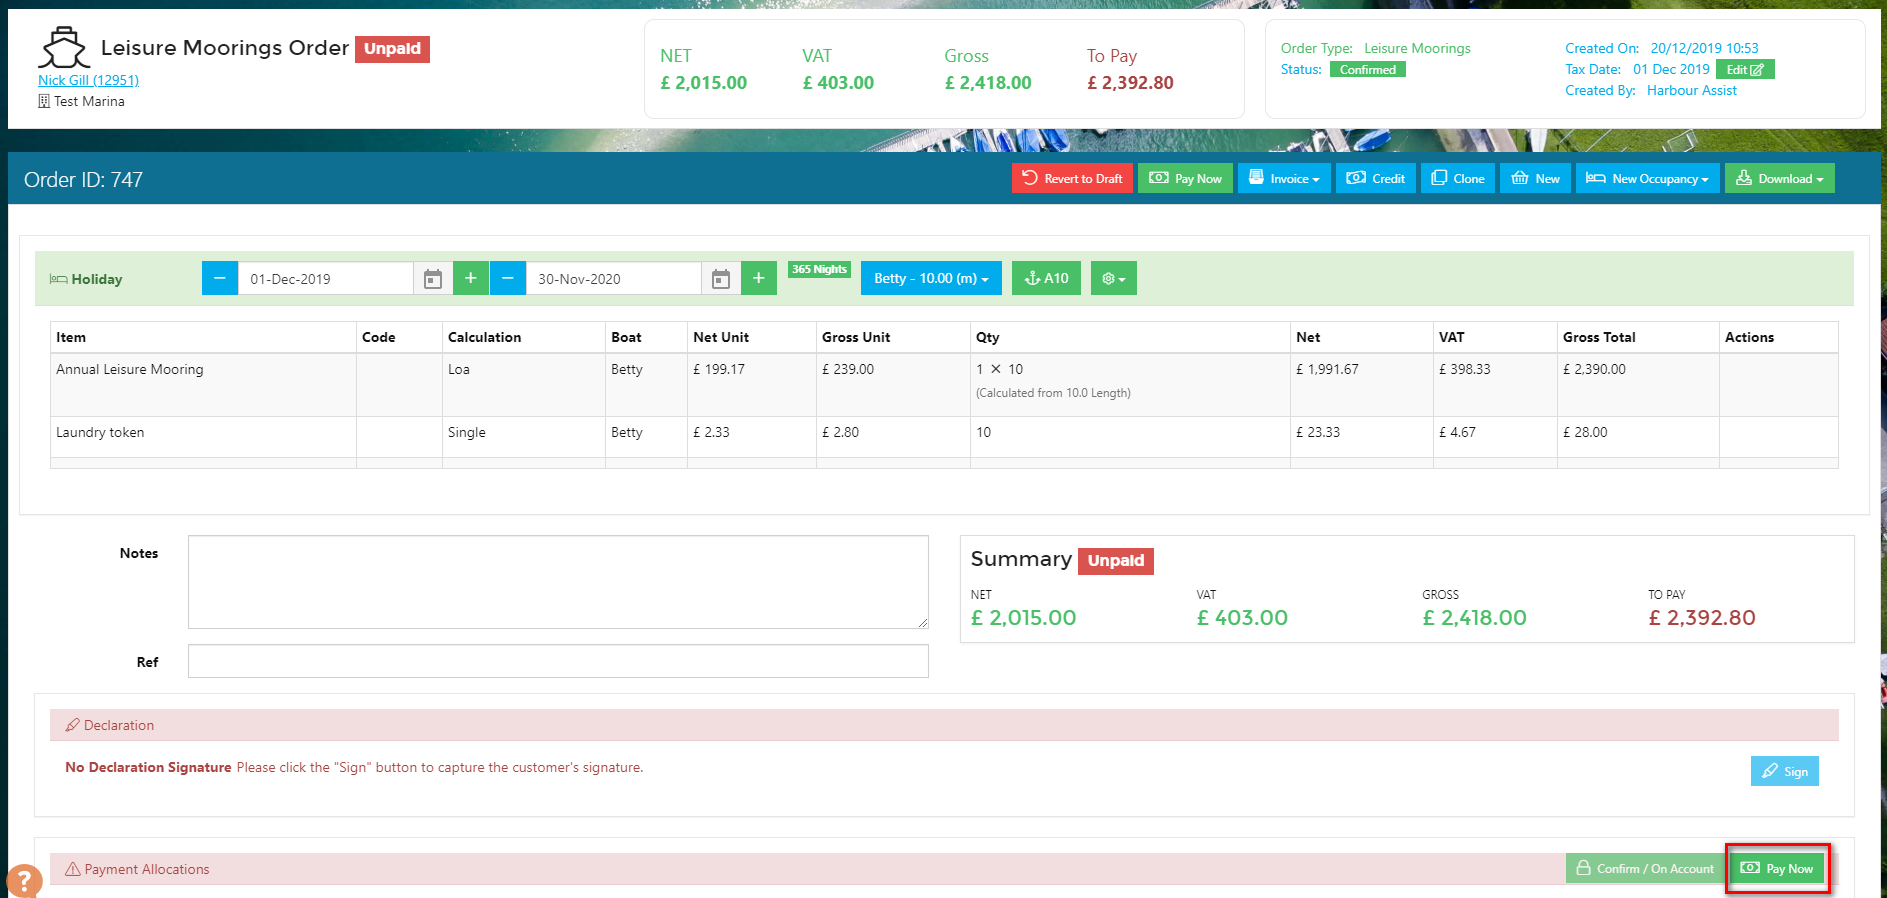 Leisure Moorings Order Unpaid
Nick Gill (12951)
Test Marina
NET VAT Gross To Pay
£ 2,015.00 £ 403.00 £ 2,418.00 £ 2,392.80
Order Type: Leisure Moorings
Status: Confirmed
Created On: 20/12/2019 10:53
Tax Date: 01 Dec 2019 Edit
Created By: Harbour Assist
Order ID: 747
Revert to Draft Pay Now Invoice Credit Clone New New Occupancy Download
Holiday 01-Dec-2019 + 30-Nov-2020 + 365 Nights Betty - 10.00 (m) A10
Item Code Calculation Boat Net Unit Gross Unit Qty Net VAT Gross Total Actions
Annual Leisure Mooring Loa Betty £ 199.17 £ 239.00 1 × 10 £ 1,991.67 £ 398.33 £ 2,390.00
(Calculated from 10.0 Length)
Laundry token Single Betty £ 2.33 £ 2.80 10 £ 23.33 £ 4.67 £ 28.00
Notes
Ref
Summary Unpaid
NET VAT GROSS TO PAY
£ 2,015.00 £ 403.00 £ 2,418.00 £ 2,392.80
Declaration
No Declaration Signature Please click the "Sign" button to capture the customer's signature.
Sign
Payment Allocations
Confirm / On Account Pay Now
?